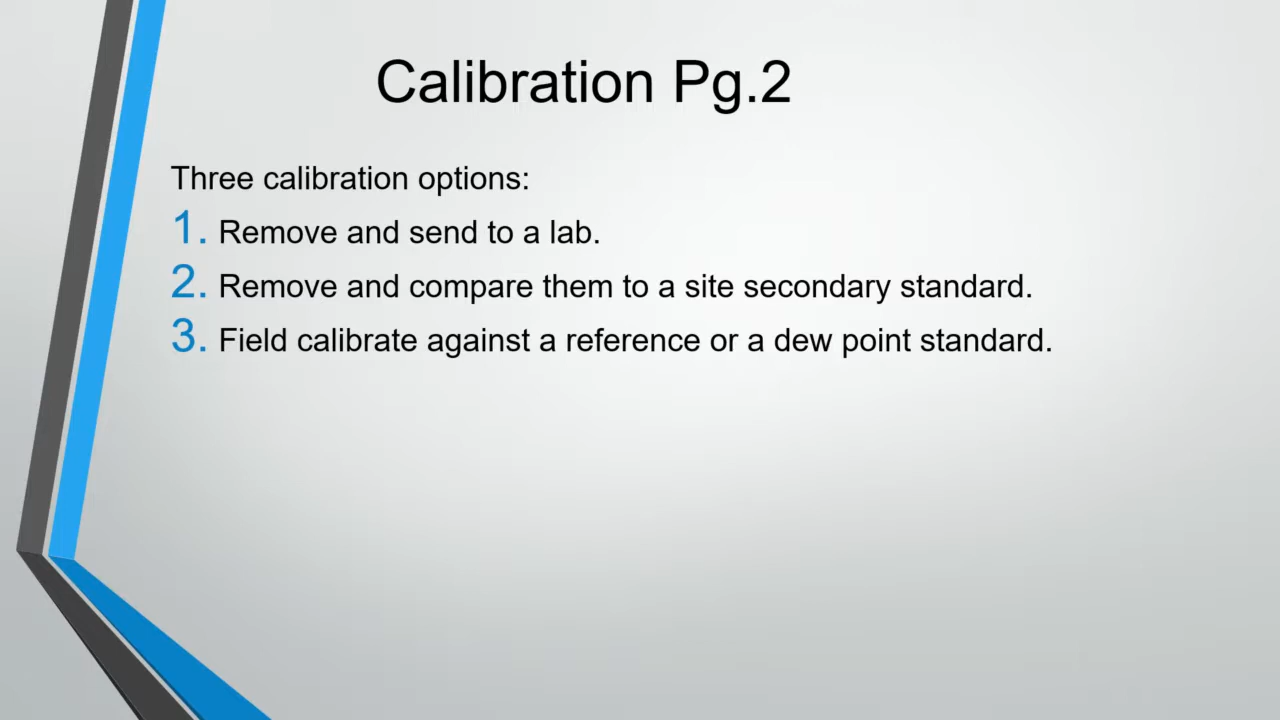 Calibration Pg.2
Three calibration options:
1. Remove and send to a lab.
2. Remove and compare them to a site secondary standard.
3. Field calibrate against a reference or a dew point standard.